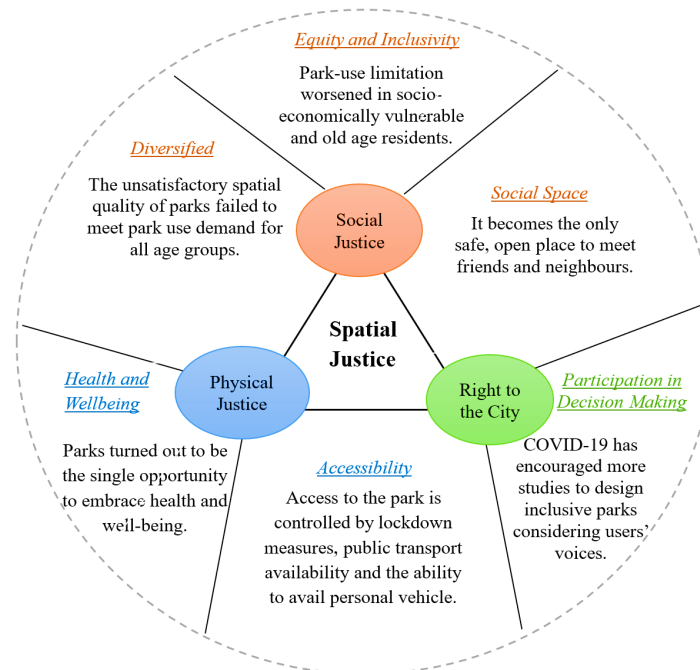 Equity and Inclusivity
Park-use limitation
worsened in socio-
economically vulnerable
and old age residents.
Diversified
The unsatisfactory spatial
quality of parks failed to
meet park use demand for
all age groups.
Social
Justice
Social Space
It becomes the only
safe, open place to meet
friends and neighbours.
Spatial
Justice
Health and
Wellbeing
Physical
Justice
Right to
the City
Participation in
Decision Making
Parks turned out to be
the single opportunity
to embrace health and
well-being.
Accessibility
Access to the park is
controlled by lockdown
measures, public transport
availability and the ability
to avail personal vehicle.
COVID-19 has
encouraged more
studies to design
inclusive parks
considering users'
voices.